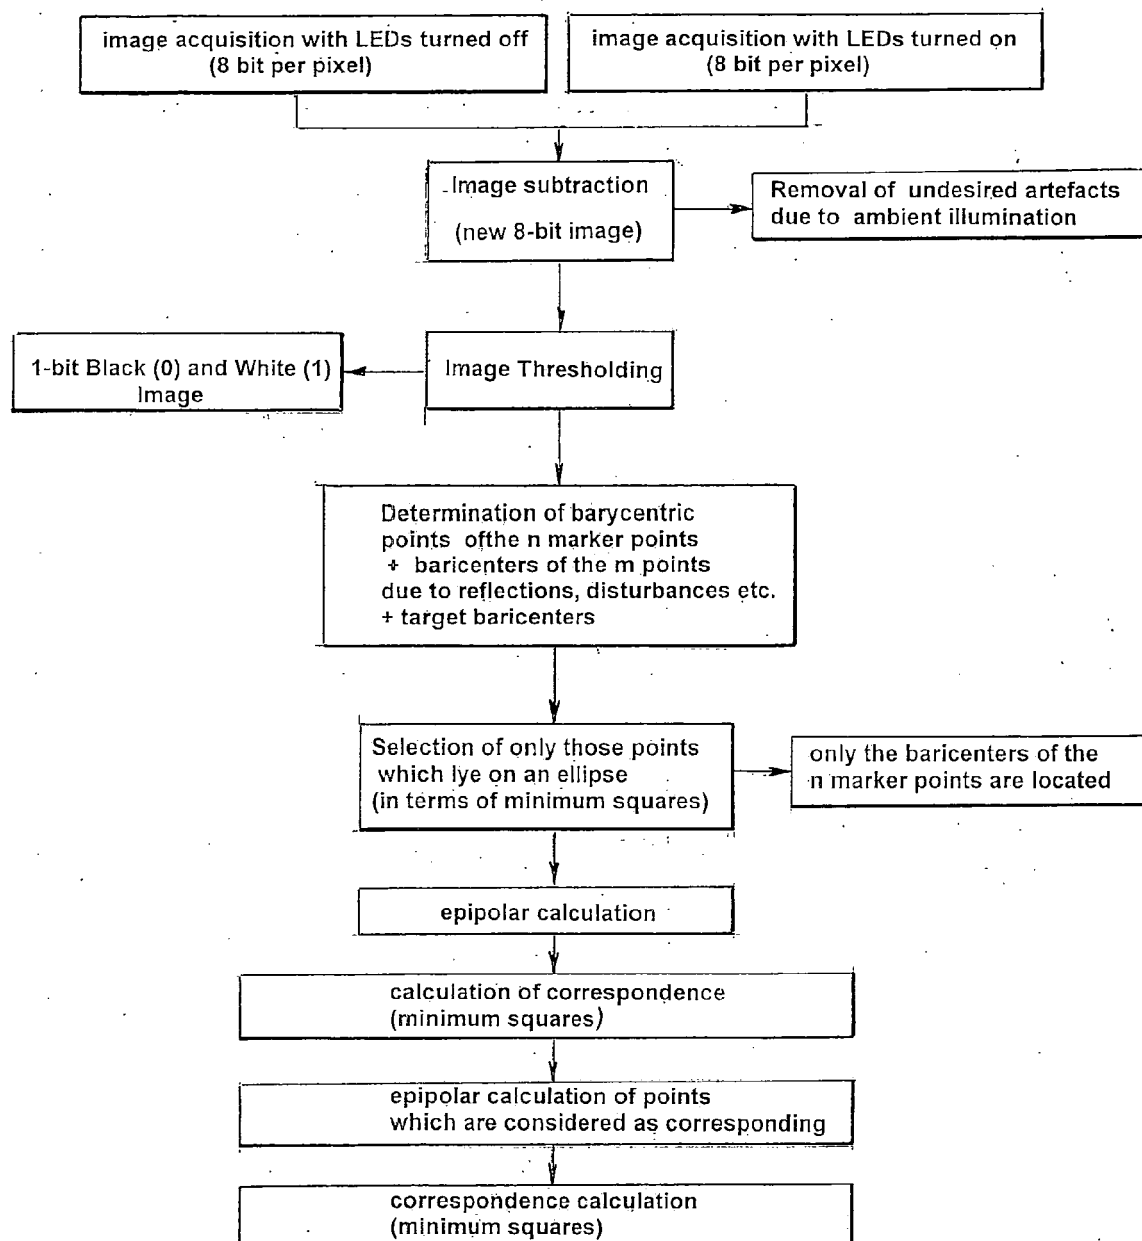 image acquisition with LEDs turned off
(8 bit per pixel)
image acquisition with LEDs turned on
(8 bit per pixel)
Image subtraction
(new 8-bit image)
Removal of undesired artefacts
due to ambient illumination
1-bit Black (0) and White (1)
Image
Image Thresholding
Determination of barycentric
points ofthe n marker points
+ baricenters of the m points
due to reflections, disturbances etc.
+ target baricenters
Selection of only those points
which lye on an ellipse
(in terms of minimum squares)
only the baricenters of the
n marker points are located
epipolar calculation
calculation of correspondence
(minimum squares)
epipolar calculation of points
which are considered as corresponding
correspondence calculation
(minimum squares)